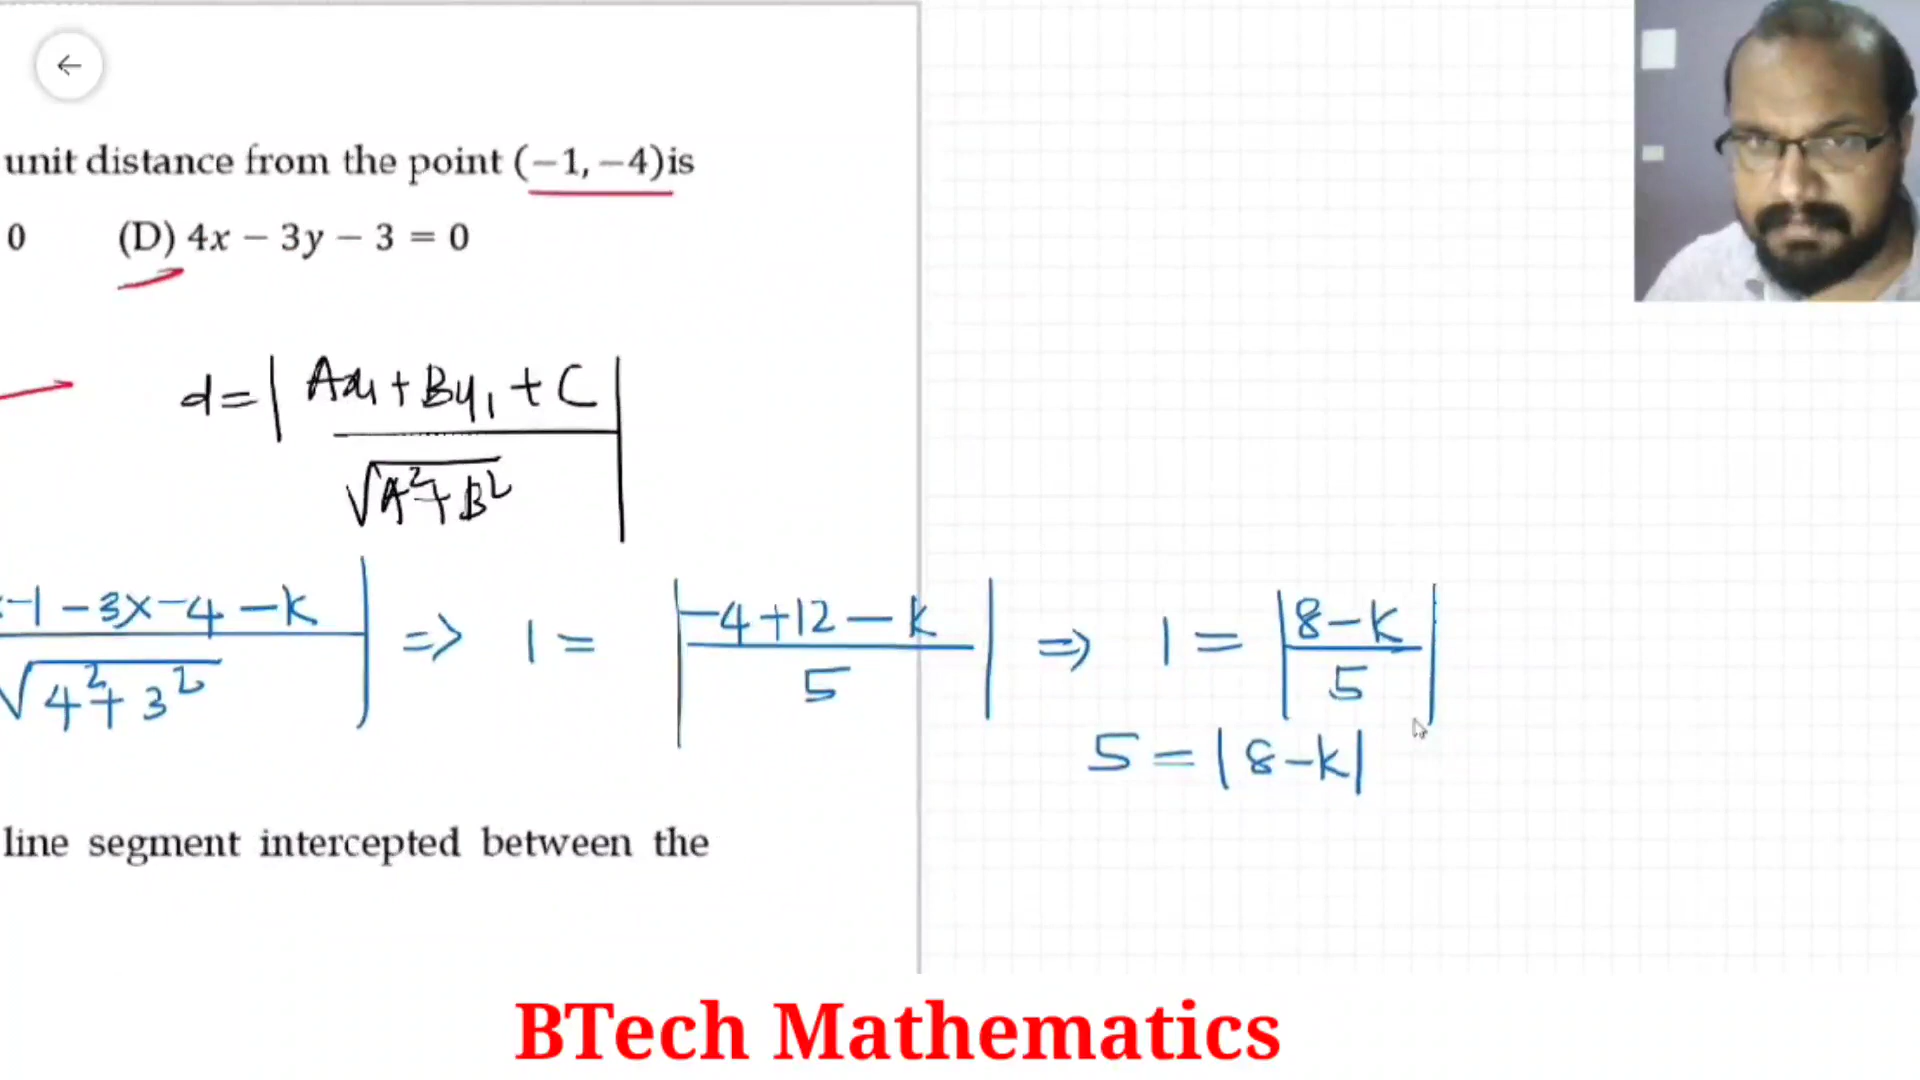 unit distance from the point (−1, −4)is
0 (D) 4x − 3y − 3 = 0
d = | Ax₁ + By₁ + C / √A² + B² |
-1 - 3x-4 - k / √4² + 3² | => 1 = | -4 + 12 - k / 5 | => 1 = | 8 - k / 5 |
5 = | 8 - k |
line segment intercepted between the
BTech Mathematics